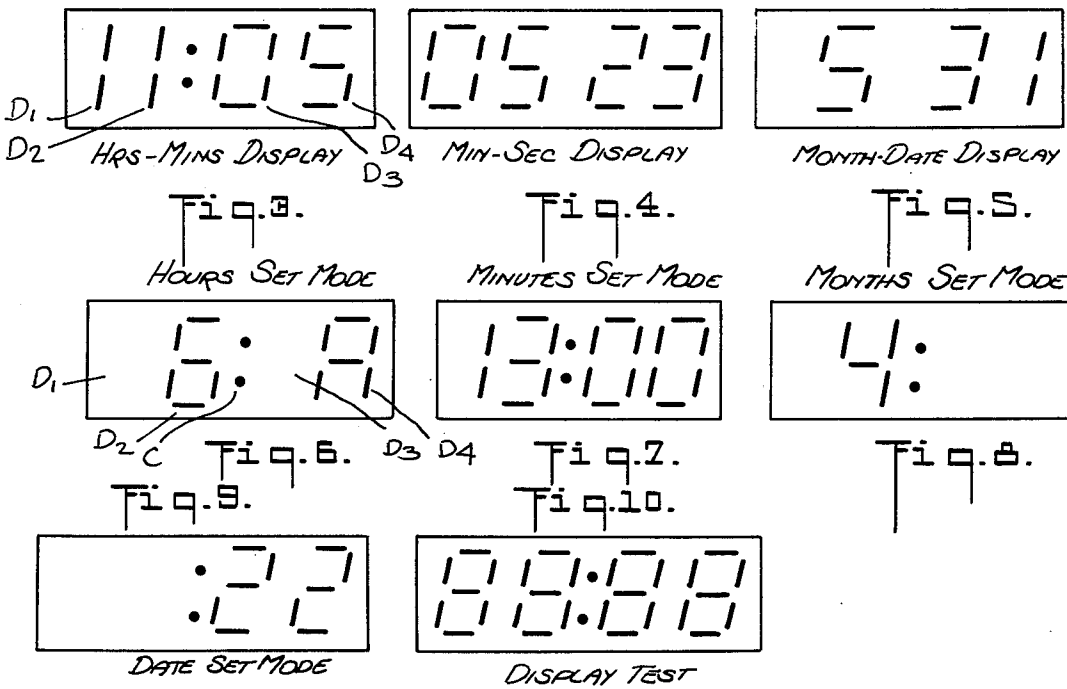 11:05 05 23 5 31
D1 D2 D3 D4
HRS-MINS DISPLAY MIN-SEC DISPLAY MONTH-DATE DISPLAY
Fig.3. Fig.4. Fig.5.
HOURS SET MODE MINUTES SET MODE MONTHS SET MODE
6: A 13:00 4:
D1 D2 C D3 D4
Fig.6. Fig.7. Fig.8.
Fig.9. Fig.10.
:22 88:88
DATE SET MODE DISPLAY TEST